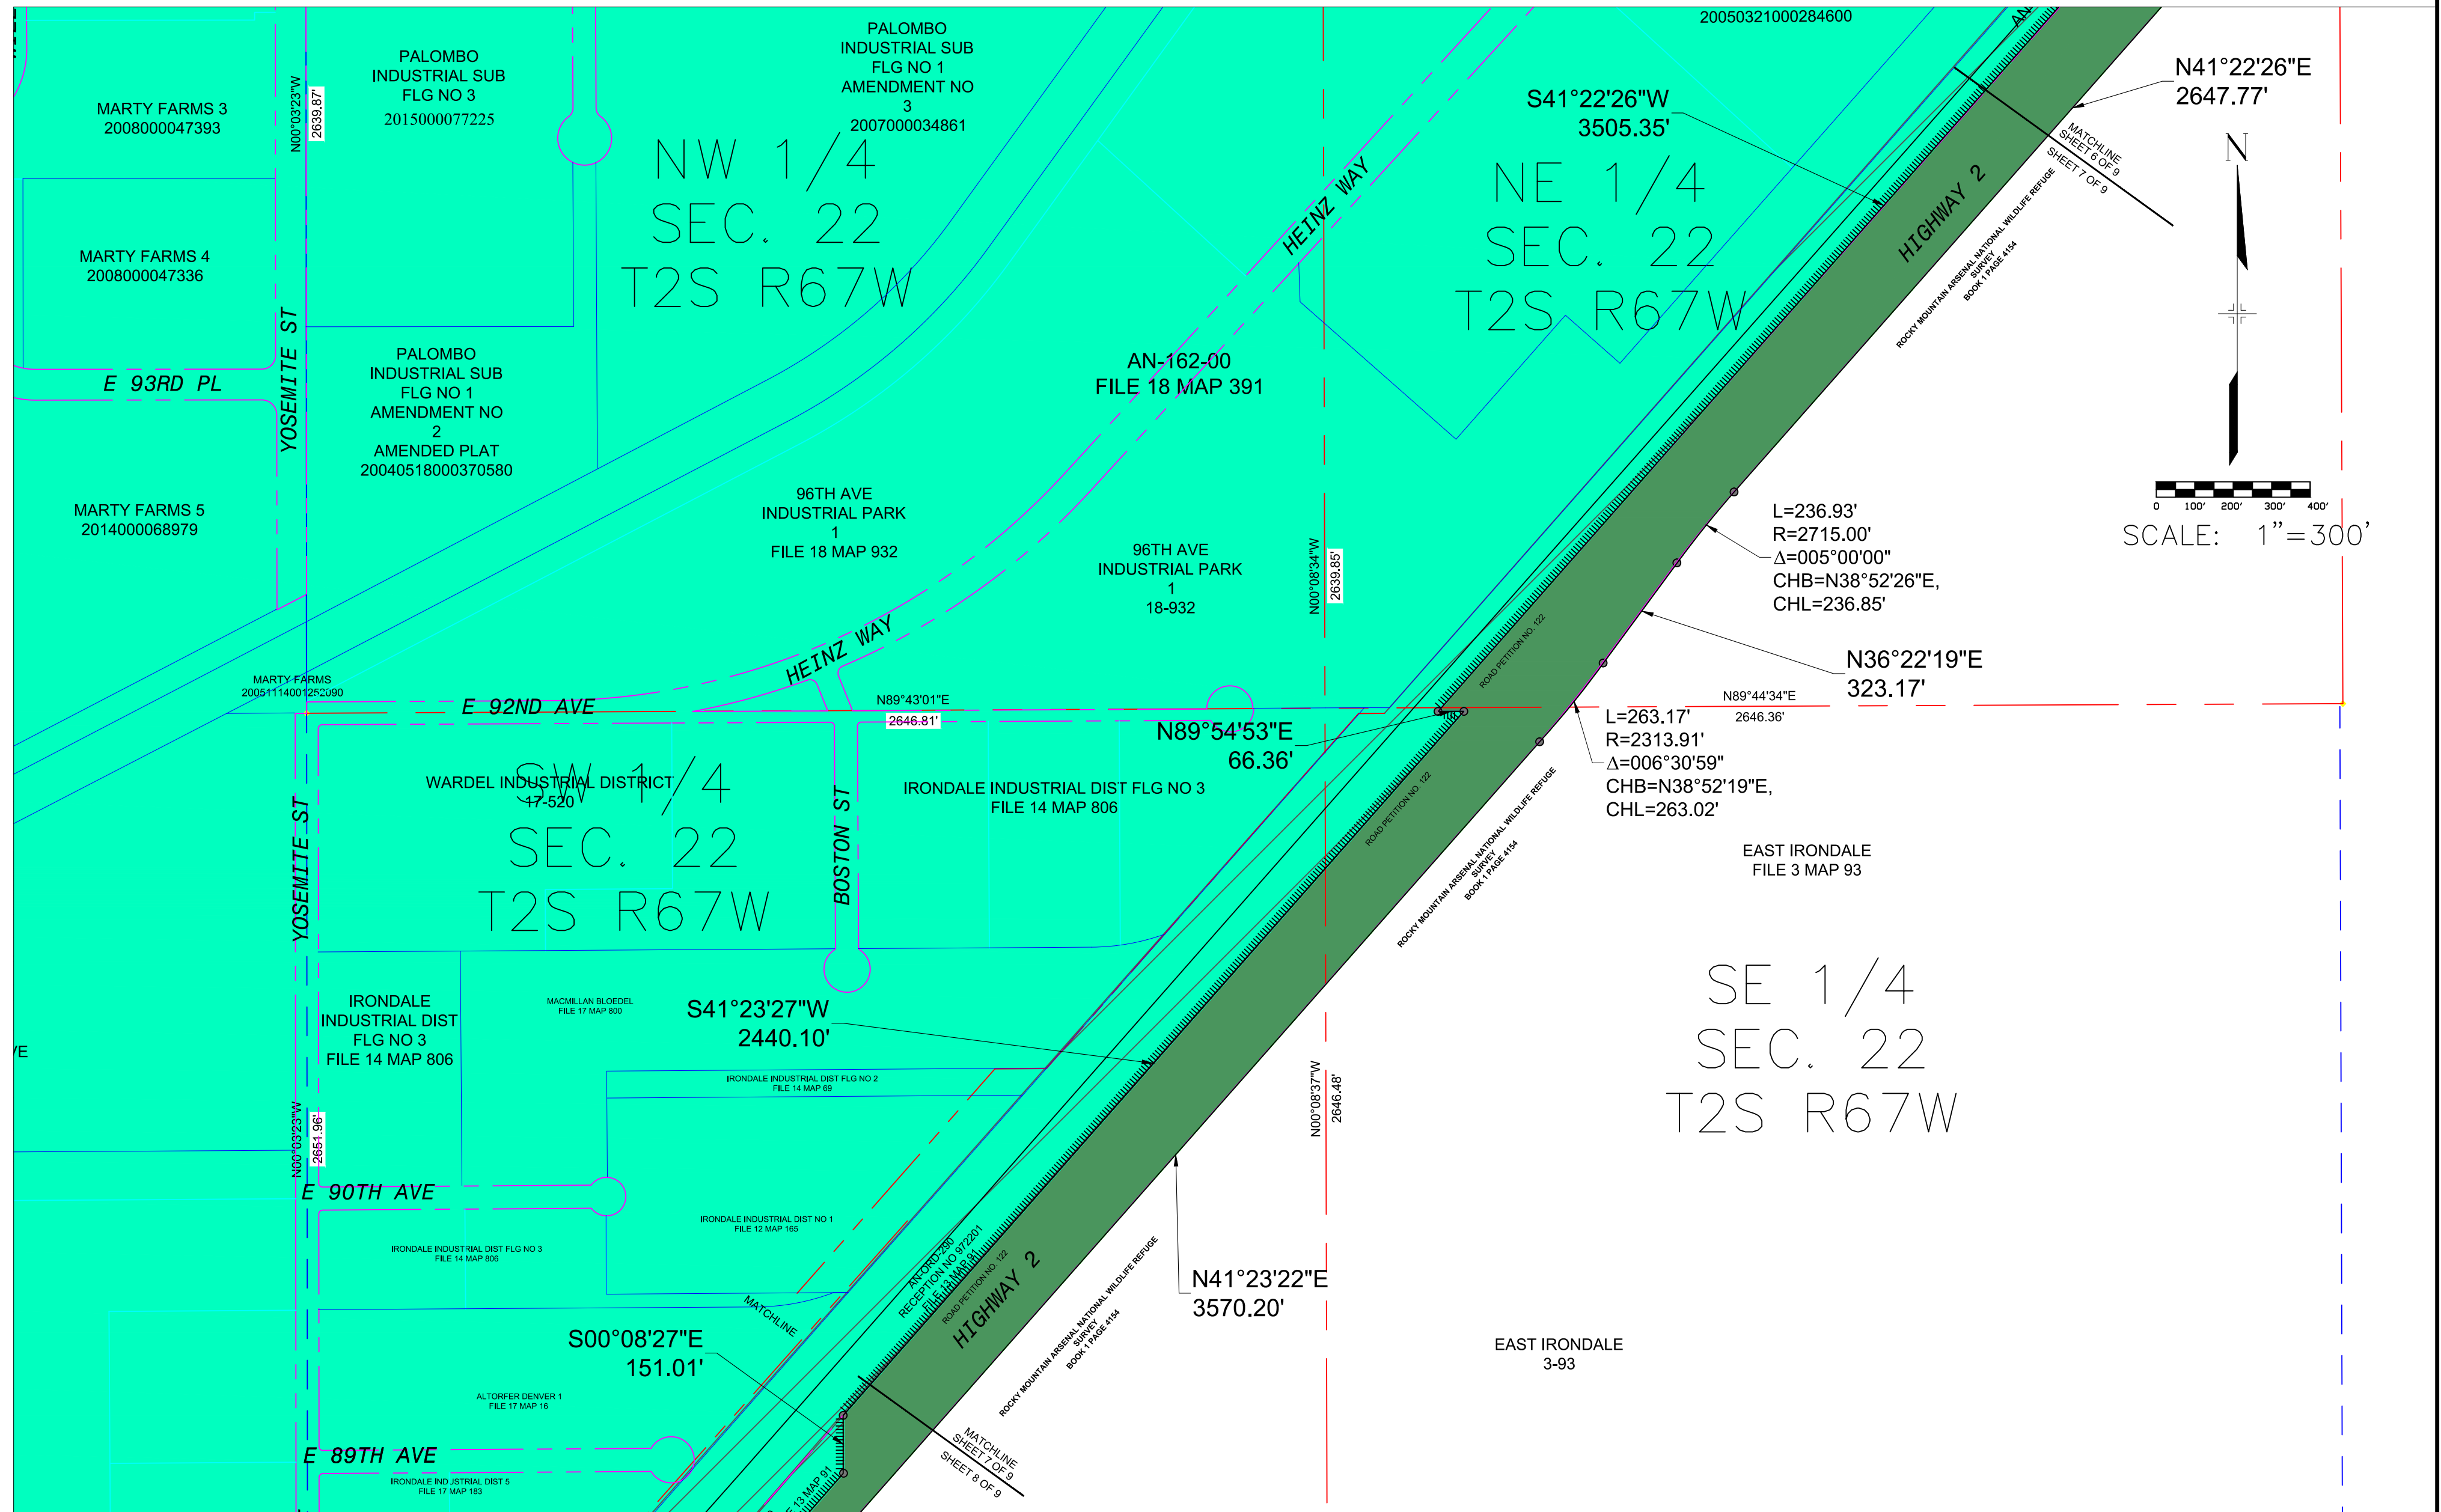 PALOMBO
INDUSTRIAL SUB
FLG NO 3
2015000077225
PALOMBO
INDUSTRIAL SUB
FLG NO 1
AMENDMENT NO
3
2007000034861
20050321000284600
AN-
N41°22'26"E
2647.77'
MARTY FARMS 3
2008000047393
N00°03'23"W
2639.87'
S41°22'26"W
3505.35'
MATCHLINE
SHEET 6 OF 9
SHEET 7 OF 9
N
NW 1/4
SEC. 22
T2S R67W
HEINZ WAY
NE 1/4
SEC. 22
T2S R67W
HIGHWAY 2
ROCKY MOUNTAIN ARSENAL NATIONAL WILDLIFE REFUGE
SURVEY
BOOK 1 PAGE 4154
MARTY FARMS 4
2008000047336
YOSEMITE ST
E 93RD PL
PALOMBO
INDUSTRIAL SUB
FLG NO 1
AMENDMENT NO
2
AMENDED PLAT
20040518000370580
AN-162-00
FILE 18 MAP 391
0 100' 200' 300' 400'
SCALE: 1"=300'
MARTY FARMS 5
2014000068979
96TH AVE
INDUSTRIAL PARK
1
FILE 18 MAP 932
96TH AVE
INDUSTRIAL PARK
1
18-932
N00°08'34"W
2639.85'
L=236.93'
R=2715.00'
Δ=005°00'00"
CHB=N38°52'26"E,
CHL=236.85'
ROAD PETITION NO. 122
N36°22'19"E
323.17'
HEINZ WAY
MARTY FARMS
20051114001252090
E 92ND AVE
N89°43'01"E
2646.81'
N89°44'34"E
2646.36'
N89°54'53"E
66.36'
L=263.17'
R=2313.91'
Δ=006°30'59"
CHB=N38°52'19"E,
CHL=263.02'
WARDEL INDUSTRIAL DISTRICT
17-520
SW 1/4
SEC. 22
T2S R67W
YOSEMITE ST
BOSTON ST
IRONDALE INDUSTRIAL DIST FLG NO 3
FILE 14 MAP 806
ROAD PETITION NO. 122
ROCKY MOUNTAIN ARSENAL NATIONAL WILDLIFE REFUGE
SURVEY
BOOK 1 PAGE 4154
EAST IRONDALE
FILE 3 MAP 93
SE 1/4
SEC. 22
T2S R67W
IRONDALE
INDUSTRIAL DIST
FLG NO 3
FILE 14 MAP 806
MACMILLAN BLOEDEL
FILE 17 MAP 800
S41°23'27"W
2440.10'
VE
IRONDALE INDUSTRIAL DIST FLG NO 2
FILE 14 MAP 69
N00°03'23"W
2651.96'
N00°08'37"W
2646.48'
E 90TH AVE
IRONDALE INDUSTRIAL DIST NO 1
FILE 12 MAP 165
IRONDALE INDUSTRIAL DIST FLG NO 3
FILE 14 MAP 806
AN-ORD-290
RECEPTION NO 972201
FILE 13 MAP 91
ROAD PETITION NO. 122
HIGHWAY 2
ROCKY MOUNTAIN ARSENAL NATIONAL WILDLIFE REFUGE
SURVEY
BOOK 1 PAGE 4154
N41°23'22"E
3570.20'
MATCHLINE
S00°08'27"E
151.01'
EAST IRONDALE
3-93
ALTORFER DENVER 1
FILE 17 MAP 16
MATCHLINE
SHEET 7 OF 9
SHEET 8 OF 9
E 89TH AVE
IRONDALE INDUSTRIAL DIST 5
FILE 17 MAP 183
13 MAP 91